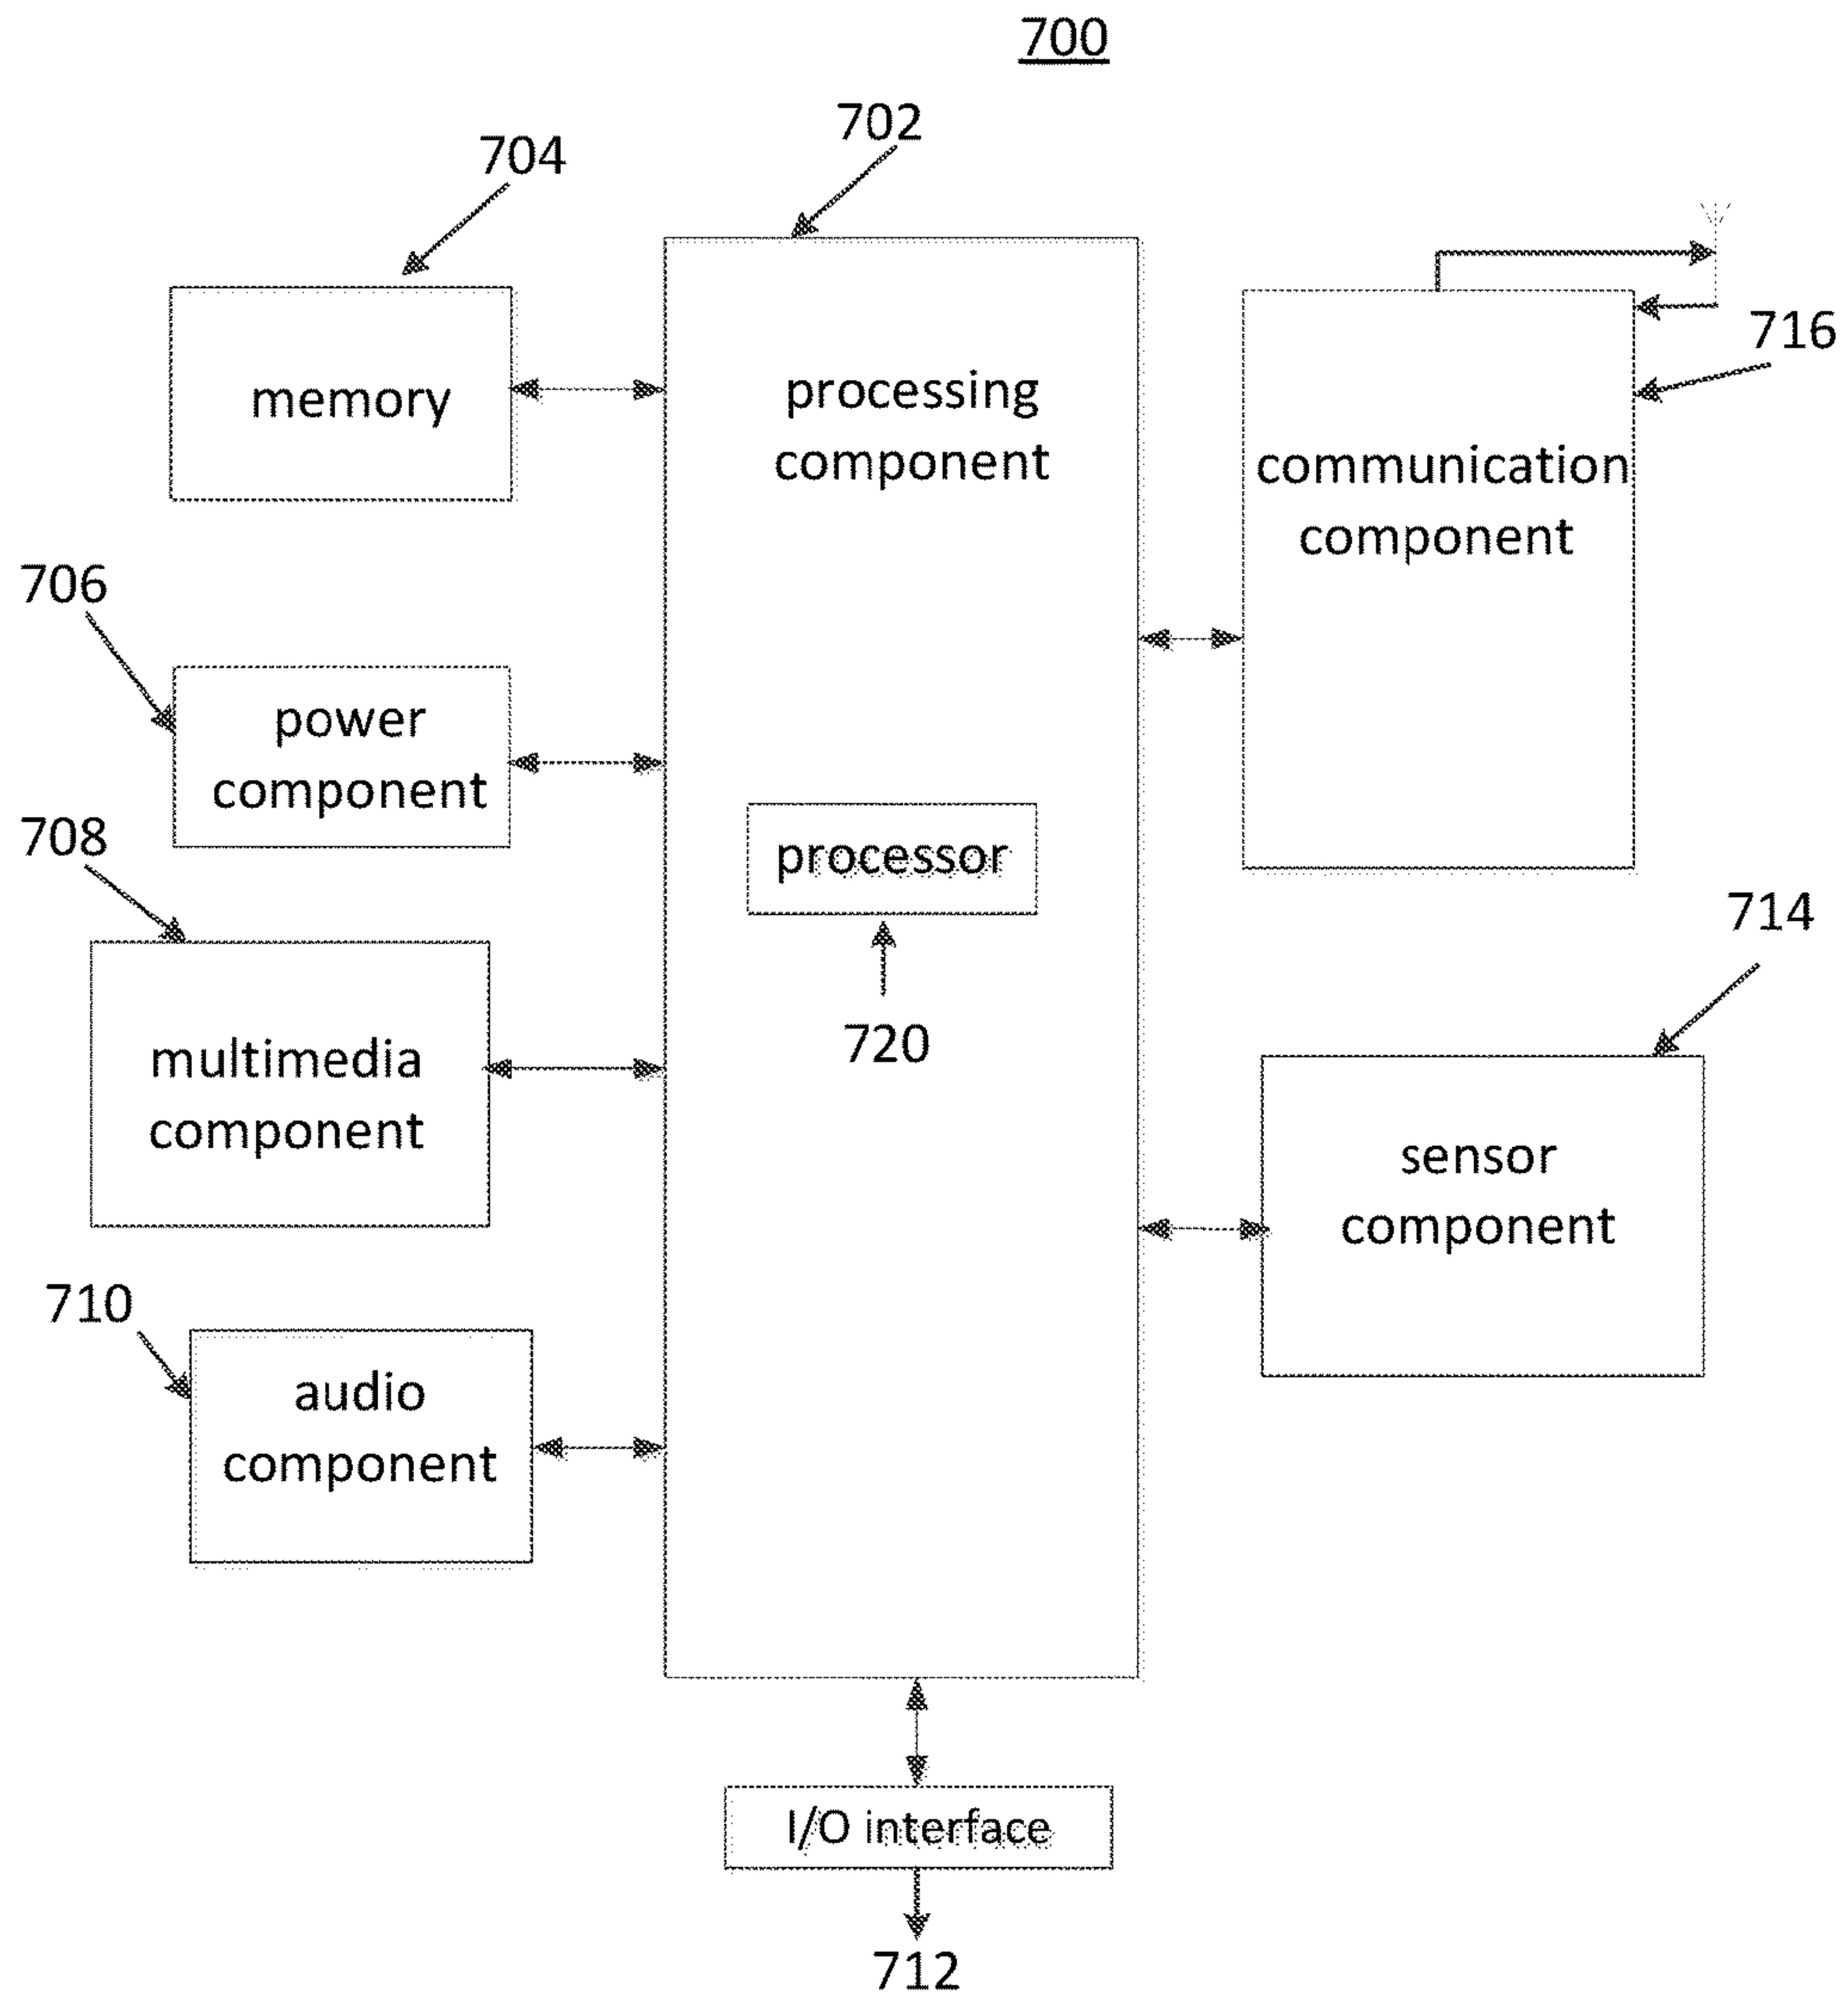 700
702
704
memory
processing
component
716
communication
component
706
power
component
708
processor
720
714
multimedia
component
sensor
component
710
audio
component
I/O interface
712